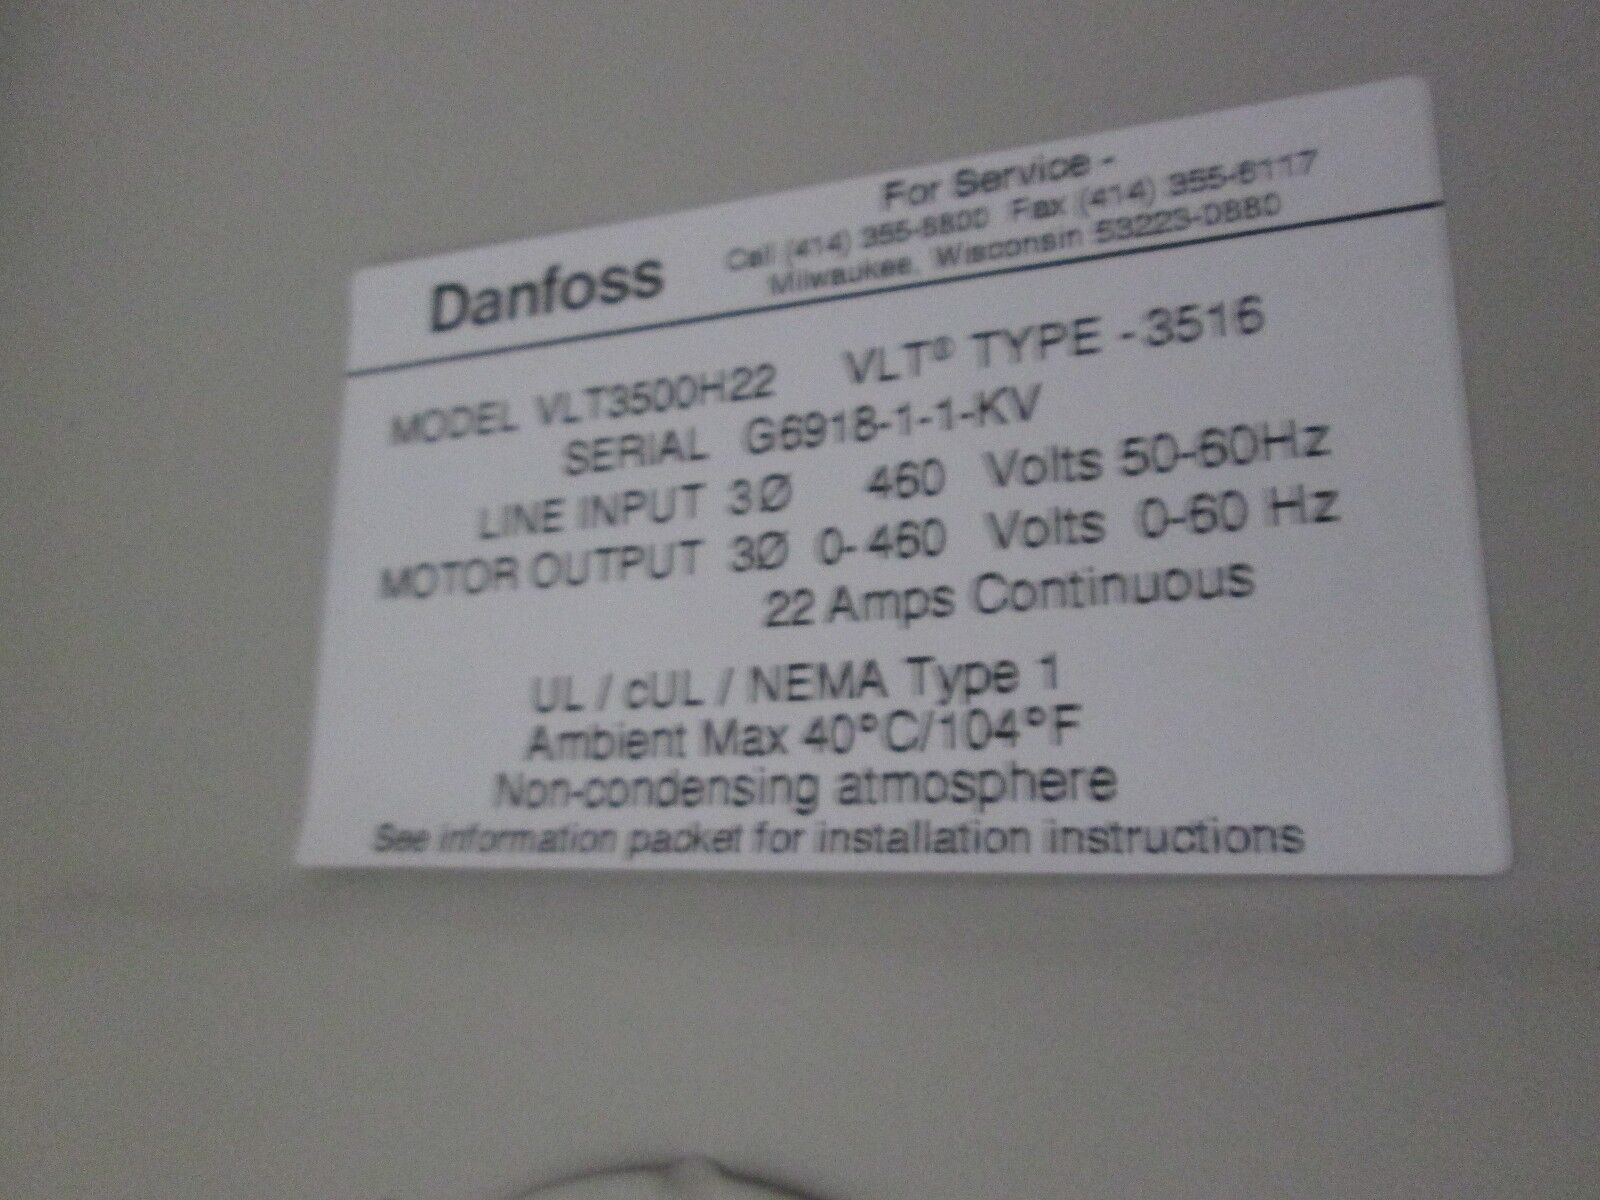 For Service -
Danfoss Call (414) 355-8800 Fax (414) 355-6117
Milwaukee, Wisconsin 53223-0880
MODEL VLT3500H22 VLT® TYPE -3516
SERIAL G6918-1-1-KV
LINE INPUT 3Ø 460 Volts 50-60Hz
MOTOR OUTPUT 3Ø 0-460 Volts 0-60 Hz
22 Amps Continuous
UL / cUL / NEMA Type 1
Ambient Max 40°C/104°F
Non-condensing atmosphere
See information packet for installation instructions